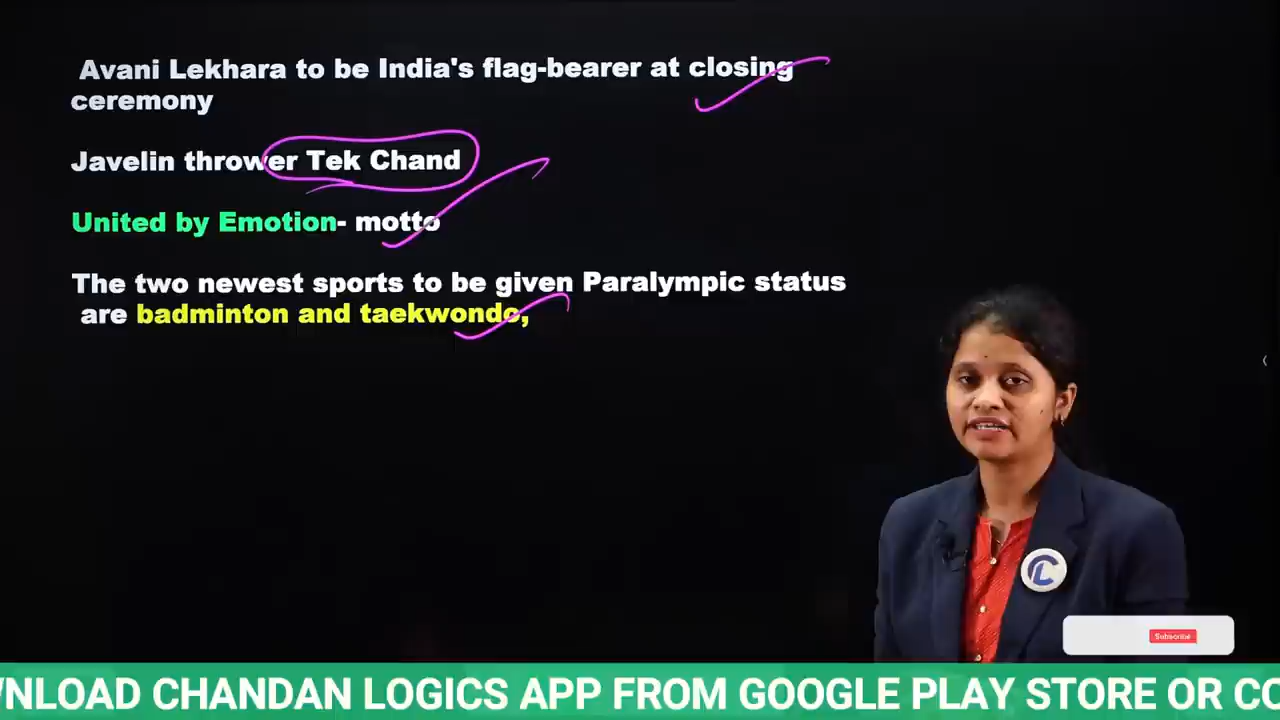 Avani Lekhara to be India's flag-bearer at closing
ceremony
Javelin thrower Tek Chand
United by Emotion- motto
The two newest sports to be given Paralympic status
are badminton and taekwondo,
CL
Subscribe
WNLOAD CHANDAN LOGICS APP FROM GOOGLE PLAY STORE OR CO